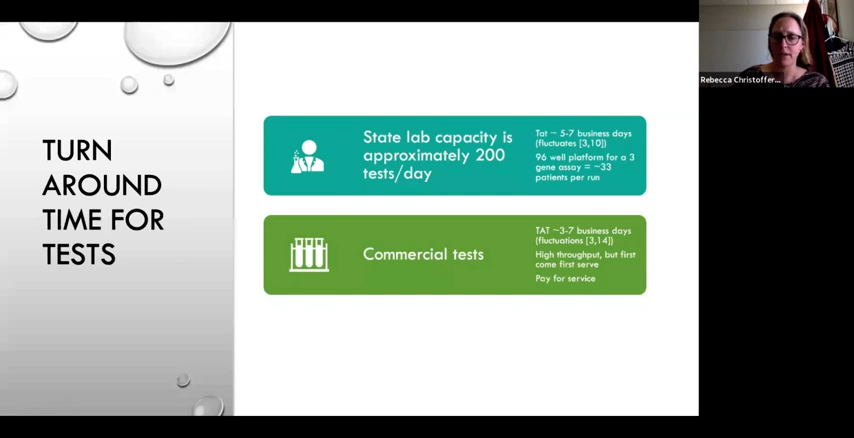 TURN
AROUND
TIME FOR
TESTS
State lab capacity is
approximately 200
tests/day
Tat ~ 5-7 business days
(fluctuates [3,10])
96 well platform for a 3
gene assay = ~33
patients per run
Commercial tests
TAT ~3-7 business days
(fluctuations [3,14])
High throughput, but first
come first serve
Pay for service
Rebecca Christoffer...